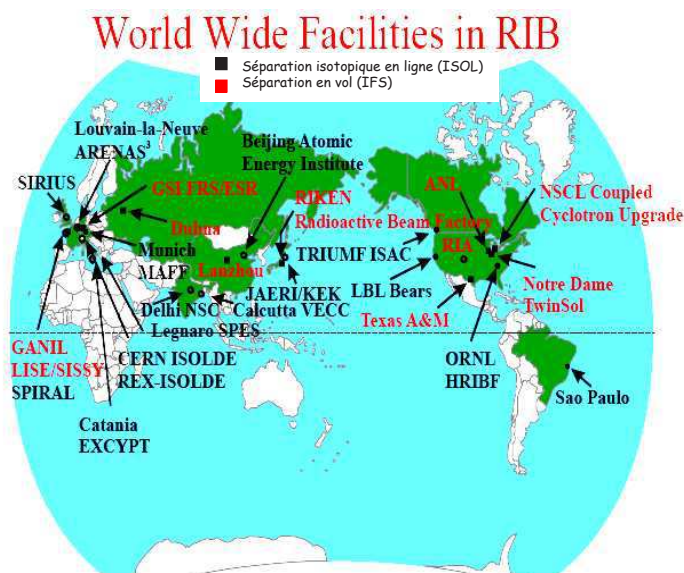 World Wide Facilities in RIB
Séparation isotopique en ligne (ISOL)
Séparation en vol (IFS)
Louvain-la-Neuve
ARENAS³
Beijing Atomic
Energy Institute
SIRIUS
GSI FRS/ESR
RIKEN
Radioactive Beam Factory
ANL
NSCL Coupled
Cyclotron Upgrade
Dubna
Munich
MAFF
Lanzhou
TRIUMF ISAC
RIA
JAERI/KEK
LBL Bears
Notre Dame
TwinSol
Delhi NSC
Calcutta VECC
Legnaro SPES
Texas A&M
GANIL
LISE/SISSY
SPIRAL
CERN ISOLDE
REX-ISOLDE
ORNL
HRIBF
Sao Paulo
Catania
EXCYPT